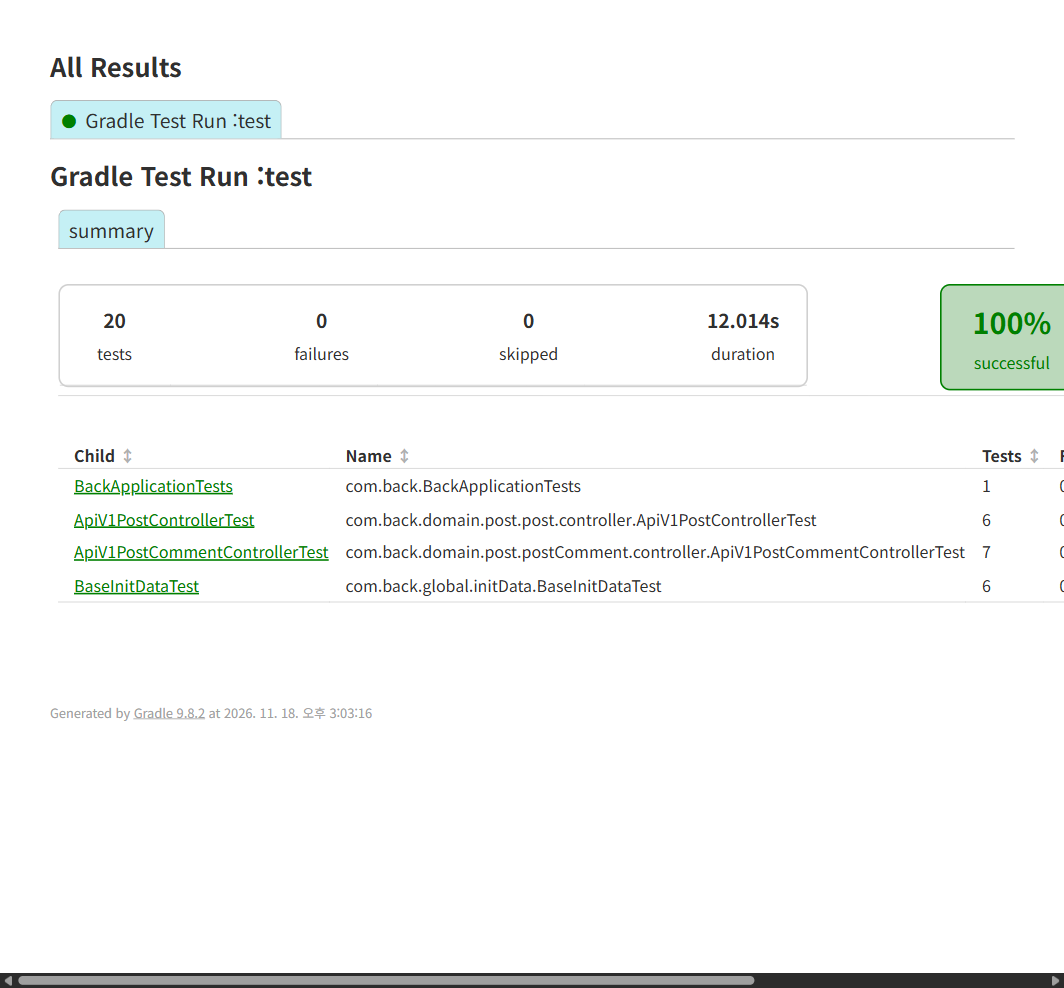 All Results
Gradle Test Run :test
Gradle Test Run :test
summary
20 0 0 12.014s 100%
tests failures skipped duration successful
Child Name Tests
BackApplicationTests com.back.BackApplicationTests 1
ApiV1PostControllerTest com.back.domain.post.post.controller.ApiV1PostControllerTest 6
ApiV1PostCommentControllerTest com.back.domain.post.postComment.controller.ApiV1PostCommentControllerTest 7
BaseInitDataTest com.back.global.initData.BaseInitDataTest 6
Generated by Gradle 9.8.2 at 2026. 11. 18. 오후 3:03:16